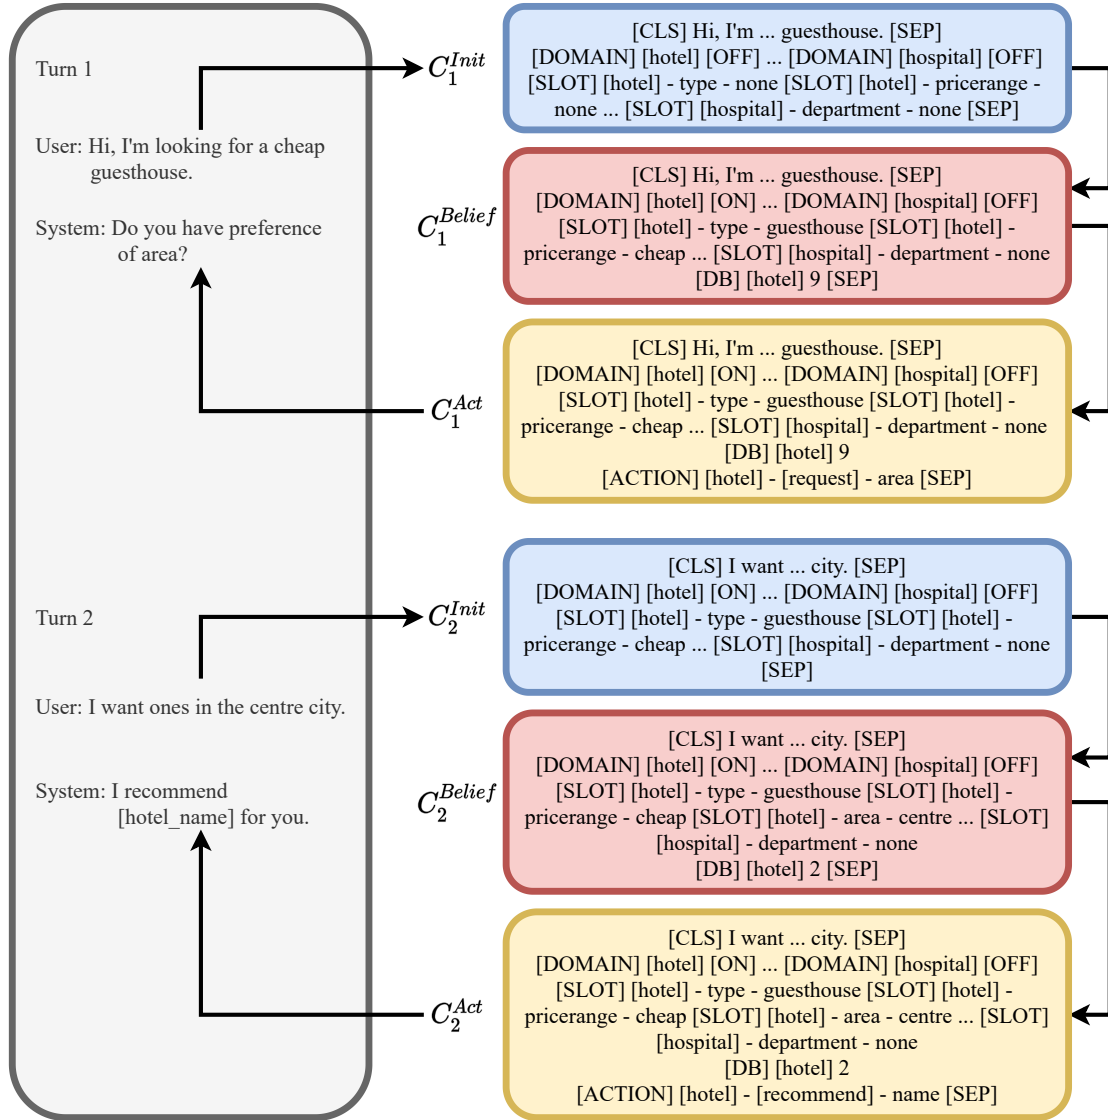 Turn 1
User: Hi, I'm looking for a cheap
guesthouse.
System: Do you have preference
of area?
C_1^{Init}
[CLS] Hi, I'm ... guesthouse. [SEP]
[DOMAIN] [hotel] [OFF] ... [DOMAIN] [hospital] [OFF]
[SLOT] [hotel] - type - none [SLOT] [hotel] - pricerange -
none ... [SLOT] [hospital] - department - none [SEP]
C_1^{Belief}
[CLS] Hi, I'm ... guesthouse. [SEP]
[DOMAIN] [hotel] [ON] ... [DOMAIN] [hospital] [OFF]
[SLOT] [hotel] - type - guesthouse [SLOT] [hotel] -
pricerange - cheap ... [SLOT] [hospital] - department - none
[DB] [hotel] 9 [SEP]
C_1^{Act}
[CLS] Hi, I'm ... guesthouse. [SEP]
[DOMAIN] [hotel] [ON] ... [DOMAIN] [hospital] [OFF]
[SLOT] [hotel] - type - guesthouse [SLOT] [hotel] -
pricerange - cheap ... [SLOT] [hospital] - department - none
[DB] [hotel] 9
[ACTION] [hotel] - [request] - area [SEP]
Turn 2
User: I want ones in the centre city.
System: I recommend
[hotel_name] for you.
C_2^{Init}
[CLS] I want ... city. [SEP]
[DOMAIN] [hotel] [ON] ... [DOMAIN] [hospital] [OFF]
[SLOT] [hotel] - type - guesthouse [SLOT] [hotel] -
pricerange - cheap ... [SLOT] [hospital] - department - none
[SEP]
C_2^{Belief}
[CLS] I want ... city. [SEP]
[DOMAIN] [hotel] [ON] ... [DOMAIN] [hospital] [OFF]
[SLOT] [hotel] - type - guesthouse [SLOT] [hotel] -
pricerange - cheap [SLOT] [hotel] - area - centre ... [SLOT]
[hospital] - department - none
[DB] [hotel] 2 [SEP]
C_2^{Act}
[CLS] I want ... city. [SEP]
[DOMAIN] [hotel] [ON] ... [DOMAIN] [hospital] [OFF]
[SLOT] [hotel] - type - guesthouse [SLOT] [hotel] -
pricerange - cheap [SLOT] [hotel] - area - centre ... [SLOT]
[hospital] - department - none
[DB] [hotel] 2
[ACTION] [hotel] - [recommend] - name [SEP]